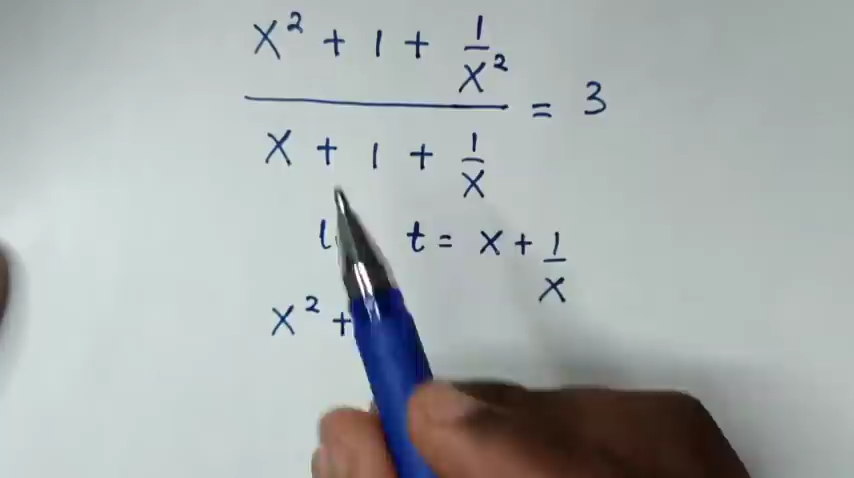 x² + 1 + 1/x²
——————— = 3
x + 1 + 1/x
t = x + 1/x
x² +